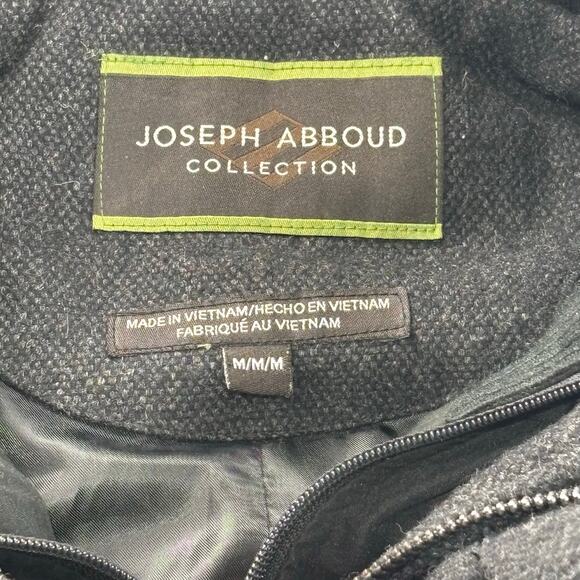 JOSEPH ABBOUD
COLLECTION
MADE IN VIETNAM/HECHO EN VIETNAM
FABRIQUÉ AU VIETNAM
M/M/M